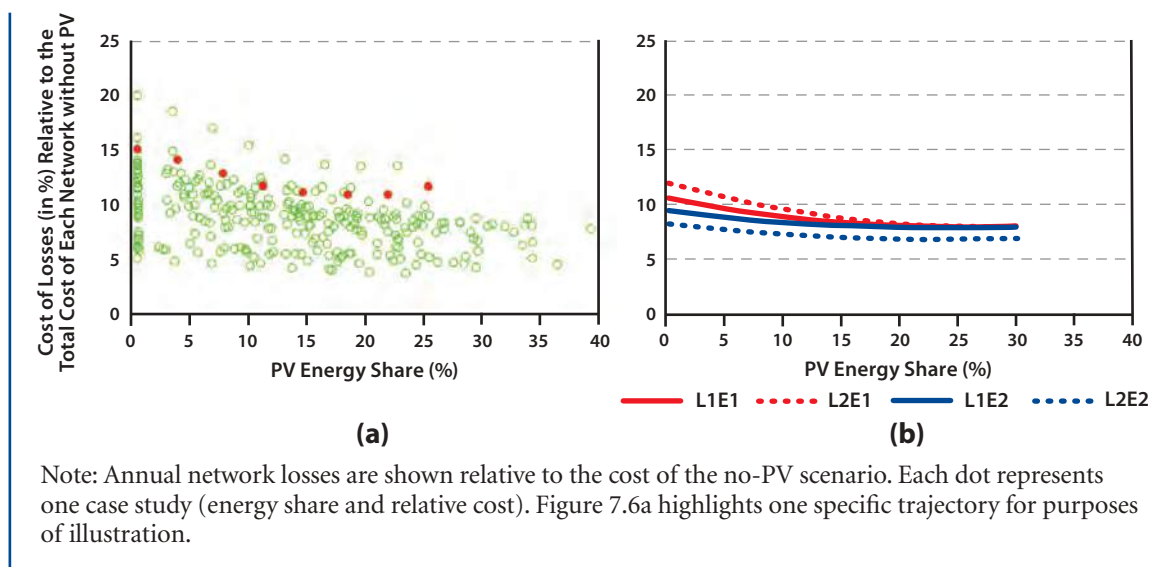 Cost of Losses (in %) Relative to the
Total Cost of Each Network without PV
25
20
15
10
5
0
0 5 10 15 20 25 30 35 40
PV Energy Share (%)
(a)
25
20
15
10
5
0
0 5 10 15 20 25 30 35 40
PV Energy Share (%)
L1E1 L2E1 L1E2 L2E2
(b)
Note: Annual network losses are shown relative to the cost of the no-PV scenario. Each dot represents
one case study (energy share and relative cost). Figure 7.6a highlights one specific trajectory for purposes
of illustration.